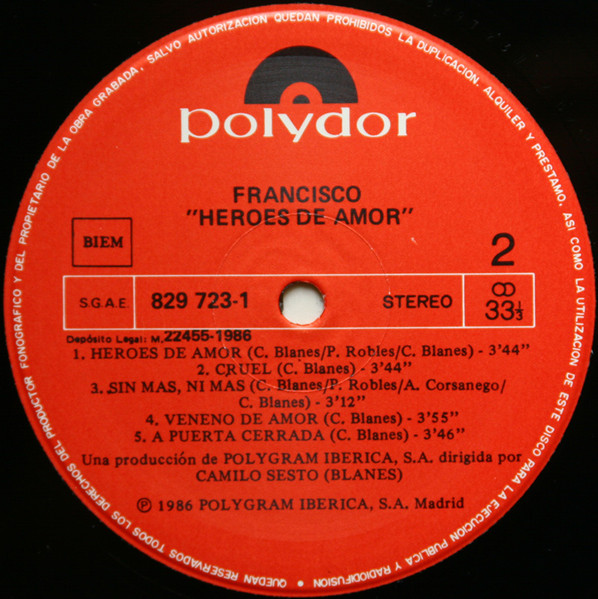 polydor
FRANCISCO
"HEROES DE AMOR"
BIEM
2
S.G.A.E.
829 723-1
STEREO
33⅓
Depósito Legal: M. 22455-1986
1. HEROES DE AMOR (C. Blanes/P. Robles/C. Blanes) - 3'44"
2. CRUEL (C. Blanes) - 3'44"
3. SIN MAS, NI MAS (C. Blanes/P. Robles/A. Corsanego/
C. Blanes) - 3'12"
4. VENENO DE AMOR (C. Blanes) - 3'55"
5. A PUERTA CERRADA (C. Blanes) - 3'46"
Una producción de POLYGRAM IBERICA, S.A. dirigida por
CAMILO SESTO (BLANES)
Ⓟ 1986 POLYGRAM IBERICA, S.A. Madrid
QUEDAN RESERVADOS TODOS LOS DERECHOS DEL PRODUCTOR FONOGRAFICO Y DEL PROPIETARIO DE LA OBRA GRABADA. SALVO AUTORIZACION QUEDAN PROHIBIDOS LA DUPLICACION, ALQUILER Y PRESTAMO, ASI COMO LA UTILIZACION DE ESTE DISCO PARA LA EJECUCION PUBLICA Y RADIODIFUSION